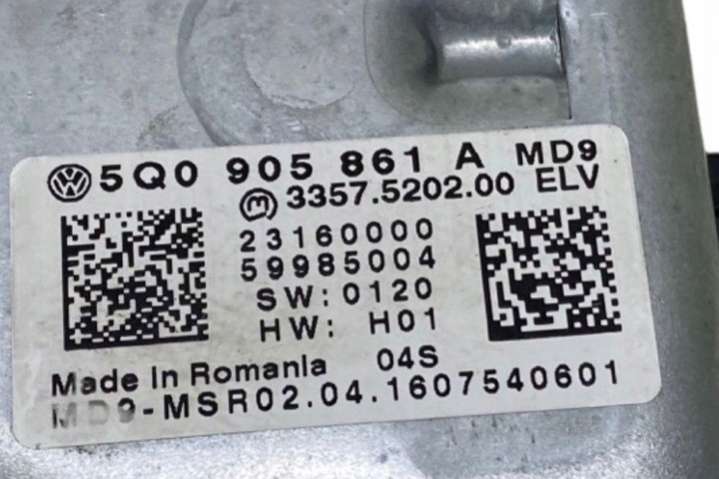 5Q0 905 861 A MD9
3357.5202.00 ELV
23160000
59985004
SW:0120
HW: H01
Made In Romania 04S
MD9-MSR02.04.1607540601